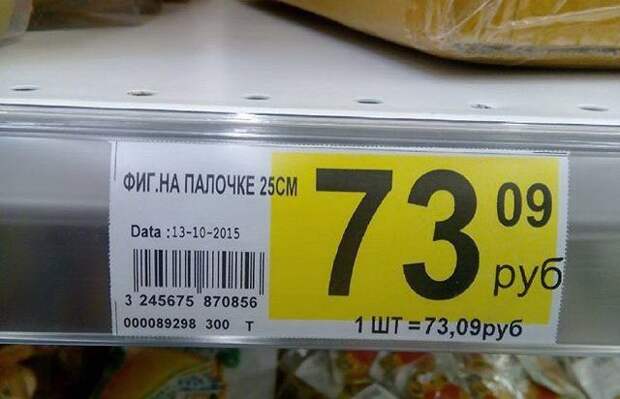 ФИГ.НА ПАЛОЧКЕ 25СМ
Data :13-10-2015
3 245675 870856
000089298 300 Т
73 09
руб
1 ШТ =73,09руб